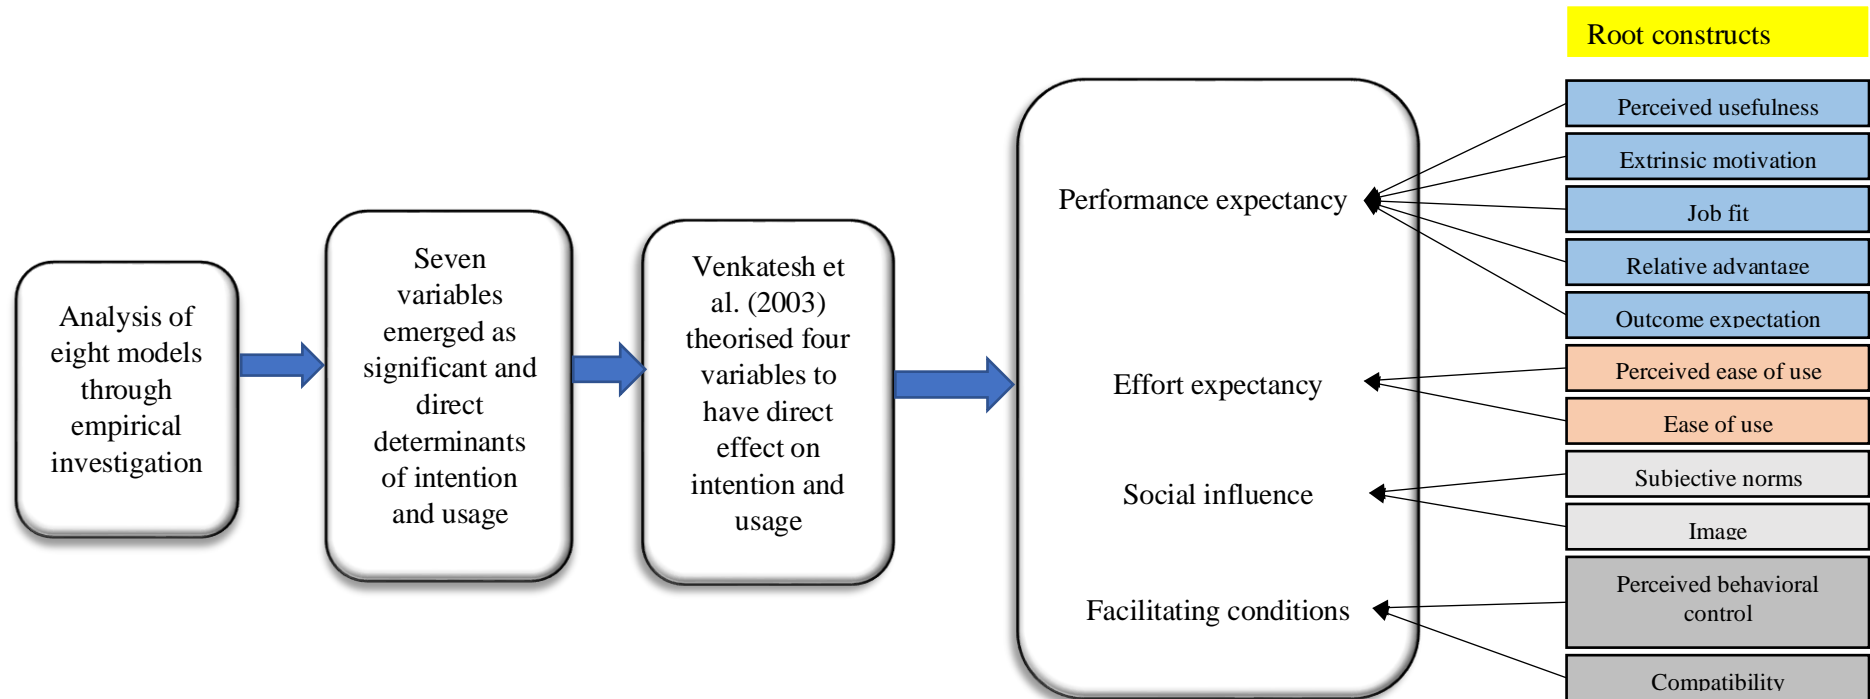 Root constructs
Analysis of
eight models
through
empirical
investigation
Seven
variables
emerged as
significant and
direct
determinants
of intention
and usage
Venkatesh et
al. (2003)
theorised four
variables to
have direct
effect on
intention and
usage
Performance expectancy
Effort expectancy
Social influence
Facilitating conditions
Perceived usefulness
Extrinsic motivation
Job fit
Relative advantage
Outcome expectation
Perceived ease of use
Ease of use
Subjective norms
Image
Perceived behavioral
control
Compatibility